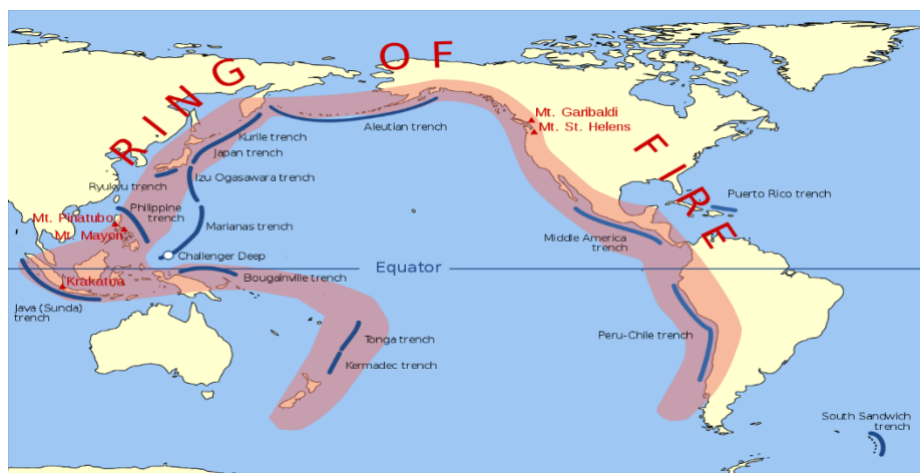 RING OF FIRE
Mt. Garibaldi
Mt. St. Helens
Aleutian trench
Kurile trench
Japan trench
Izu Ogasawara trench
Ryukyu trench
Puerto Rico trench
Philippine
trench
Mt. Pinatubo
Mt. Mayon
Marianas trench
Middle America
trench
Challenger Deep
Equator
Bougainville trench
Krakatoa
Java (Sunda)
trench
Tonga trench
Kermadec trench
Peru-Chile trench
South Sandwich
trench